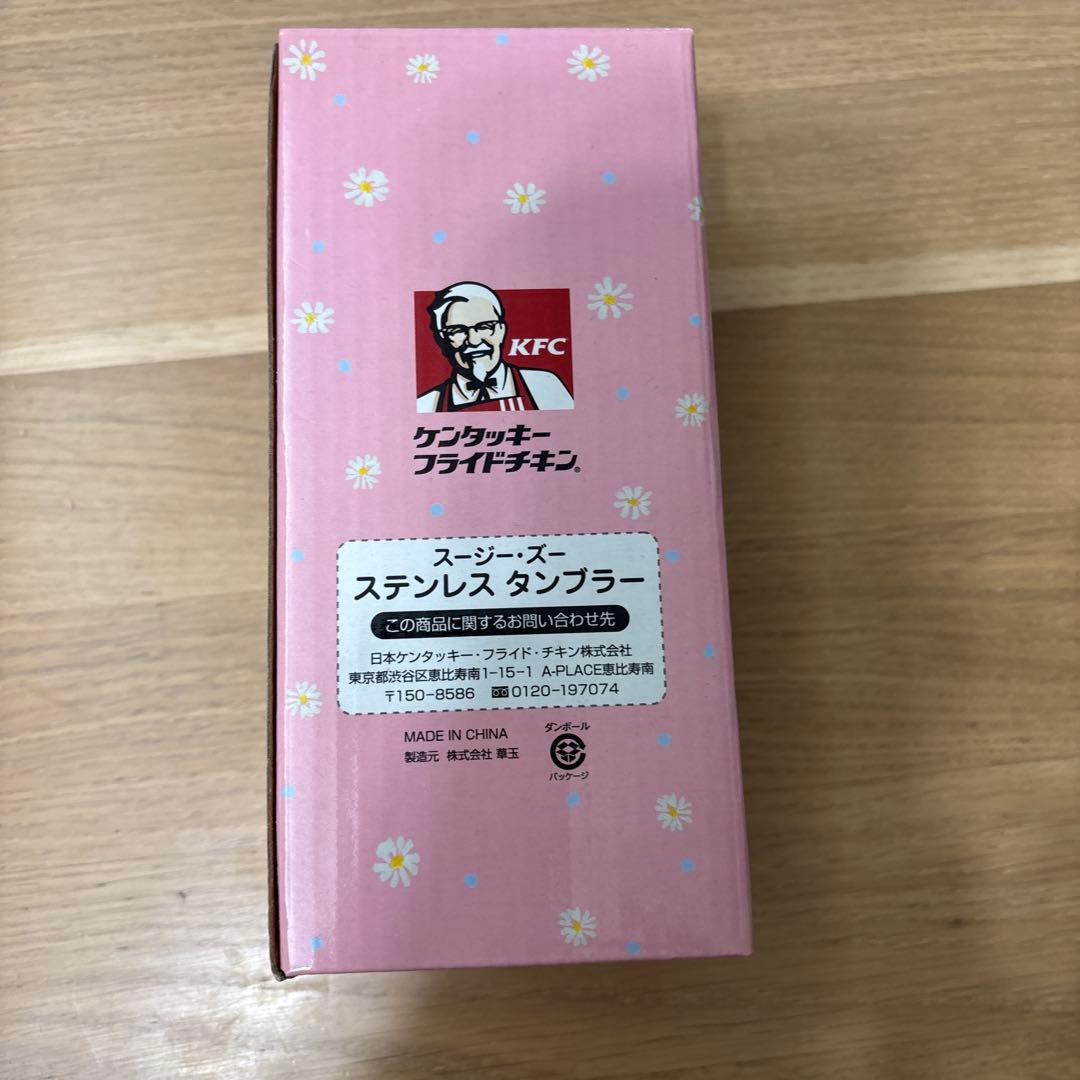 KFC
ケンタッキー
フライドチキン®
スージー・ズー
ステンレス タンブラー
この商品に関するお問い合わせ先
日本ケンタッキー・フライド・チキン株式会社
東京都渋谷区恵比寿南1-15-1 A-PLACE恵比寿南
〒150-8586 0120-197074
MADE IN CHINA
製造元 株式会社 華玉
ダンボール
パッケージ